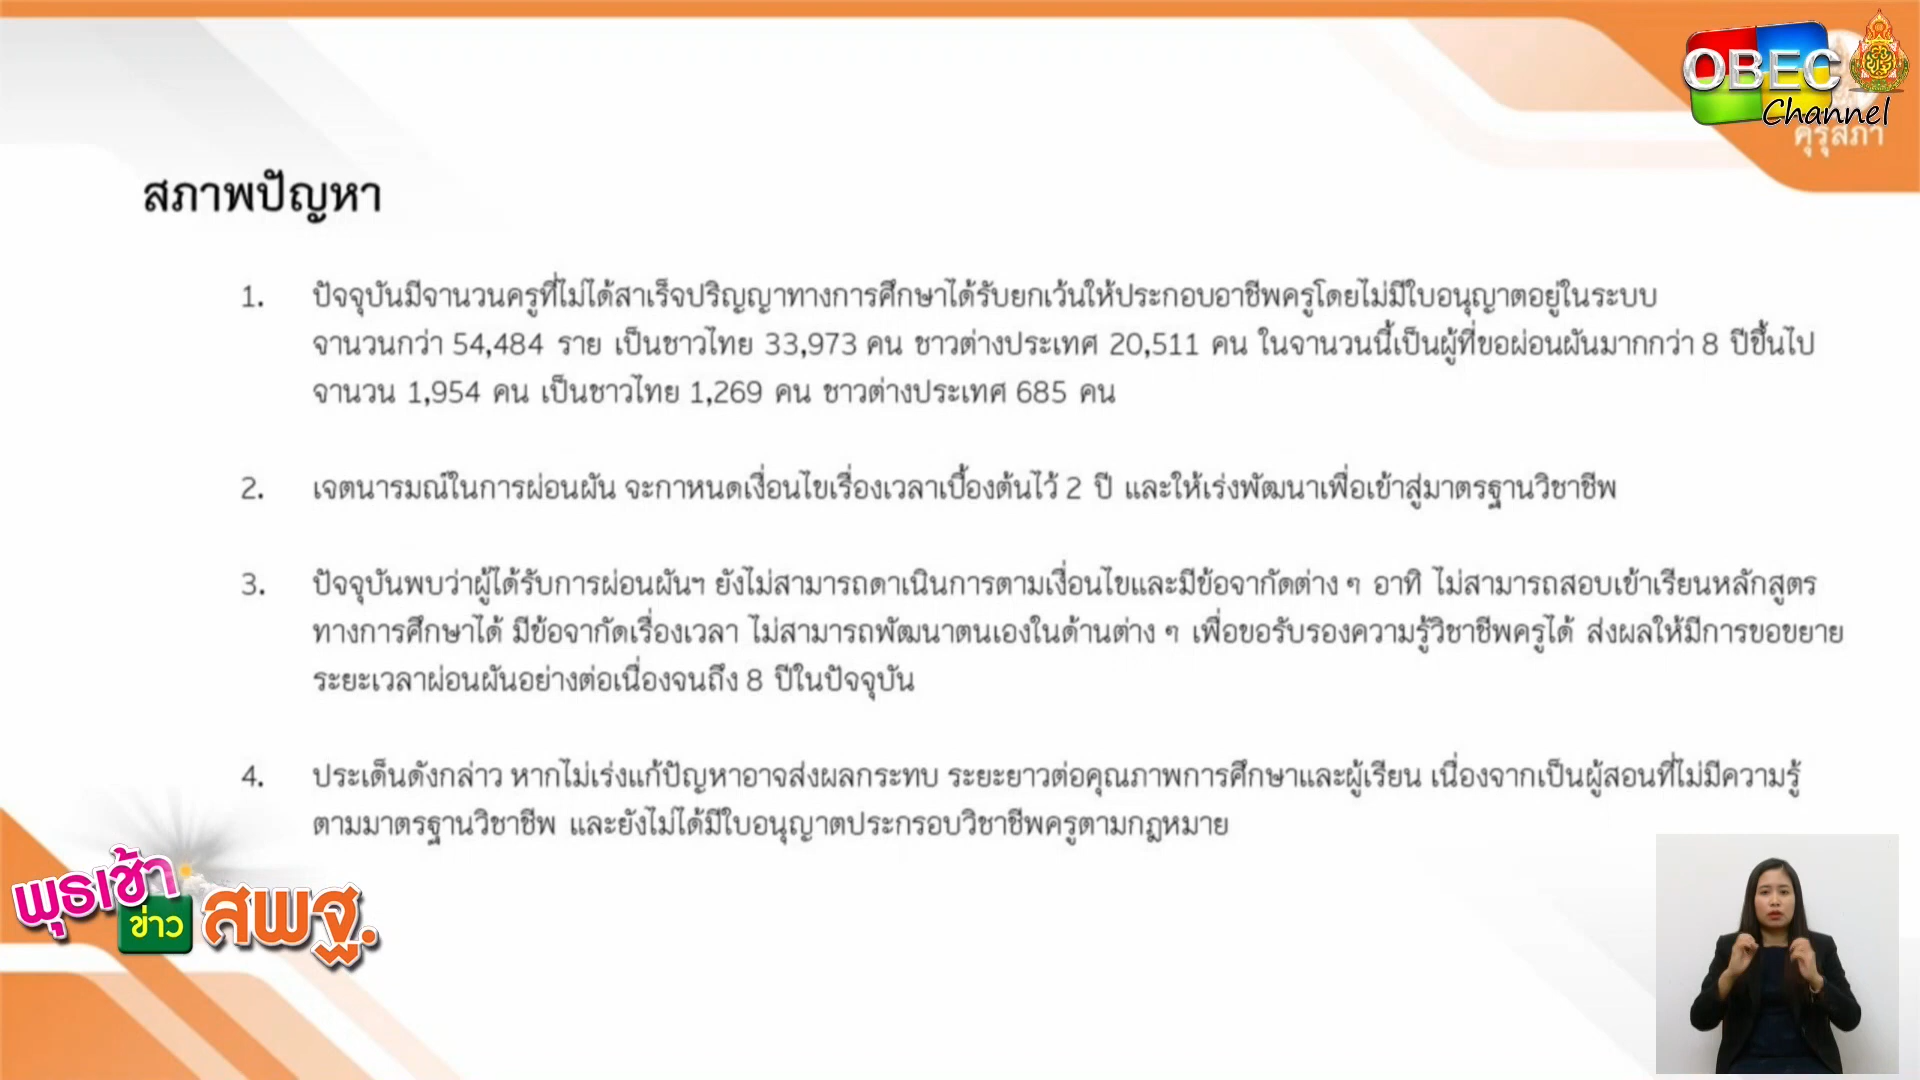 OBEC
Channel
คุรุสภา
สภาพปัญหา
1. ปัจจุบันมีจานวนครูที่ไม่ได้สาเร็จปริญญาทางการศึกษาได้รับยกเว้นให้ประกอบอาชีพครูโดยไม่มีใบอนุญาตอยู่ในระบบ
จานวนกว่า 54,484 ราย เป็นชาวไทย 33,973 คน ชาวต่างประเทศ 20,511 คน ในจานวนนี้เป็นผู้ที่ขอผ่อนผันมากกว่า 8 ปีขึ้นไป
จานวน 1,954 คน เป็นชาวไทย 1,269 คน ชาวต่างประเทศ 685 คน
2. เจตนารมณ์ในการผ่อนผัน จะกาหนดเงื่อนไขเรื่องเวลาเบื้องต้นไว้ 2 ปี และให้เร่งพัฒนาเพื่อเข้าสู่มาตรฐานวิชาชีพ
3. ปัจจุบันพบว่าผู้ได้รับการผ่อนผันฯ ยังไม่สามารถดาเนินการตามเงื่อนไขและมีข้อจากัดต่าง ๆ อาทิ ไม่สามารถสอบเข้าเรียนหลักสูตร
ทางการศึกษาได้ มีข้อจากัดเรื่องเวลา ไม่สามารถพัฒนาตนเองในด้านต่าง ๆ เพื่อขอรับรองความรู้วิชาชีพครูได้ ส่งผลให้มีการขอขยาย
ระยะเวลาผ่อนผันอย่างต่อเนื่องจนถึง 8 ปีในปัจจุบัน
4. ประเด็นดังกล่าว หากไม่เร่งแก้ปัญหาอาจส่งผลกระทบ ระยะยาวต่อคุณภาพการศึกษาและผู้เรียน เนื่องจากเป็นผู้สอนที่ไม่มีความรู้
ตามมาตรฐานวิชาชีพ และยังไม่ได้มีใบอนุญาตประกรอบวิชาชีพครูตามกฎหมาย
พุธเช้า
ข่าว
สพฐ.